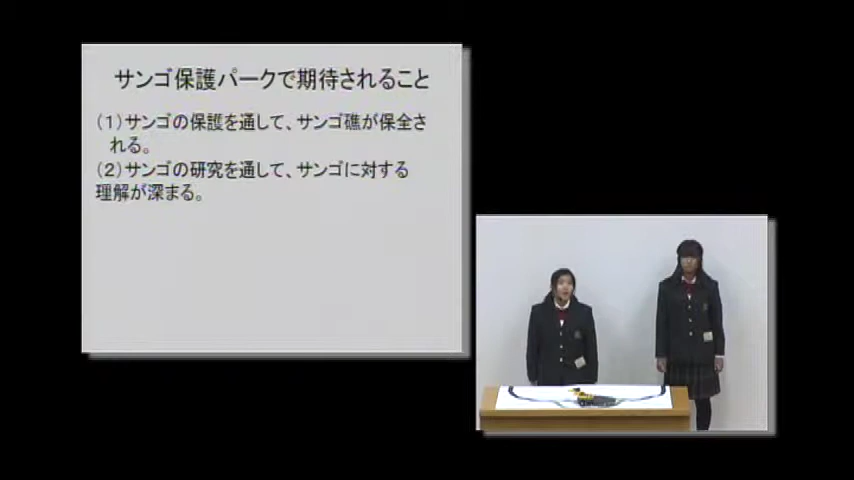 サンゴ保護パークで期待されること
（１）サンゴの保護を通して、サンゴ礁が保全さ
れる。
（２）サンゴの研究を通して、サンゴに対する
理解が深まる。